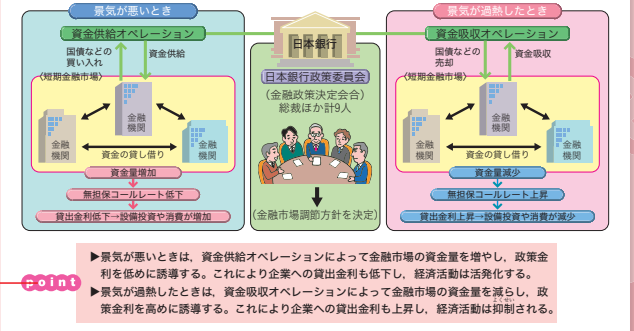 景気が悪いとき
資金供給オペレーション
国債などの
買い入れ
資金供給
〈短期金融市場〉
金融
機関
金融
機関
金融
機関
資金の貸し借り
資金量増加
無担保コールレート低下
貸出金利低下→設備投資や消費が増加
日本銀行
日本銀行政策委員会
(金融政策決定会合)
総裁ほか計9人
(金融市場調節方針を決定)
景気が過熱したとき
資金吸収オペレーション
国債などの
売却
資金吸収
〈短期金融市場〉
金融
機関
金融
機関
金融
機関
資金の貸し借り
資金量減少
無担保コールレート上昇
貸出金利上昇→設備投資や消費が減少
point
▶景気が悪いときは，資金供給オペレーションによって金融市場の資金量を増やし，政策金
利を低めに誘導する。これにより企業への貸出金利も低下し，経済活動は活発化する。
▶景気が過熱したときは，資金吸収オペレーションによって金融市場の資金量を減らし，政
よくせい
策金利を高めに誘導する。これにより企業への貸出金利も上昇し，経済活動は抑制される。